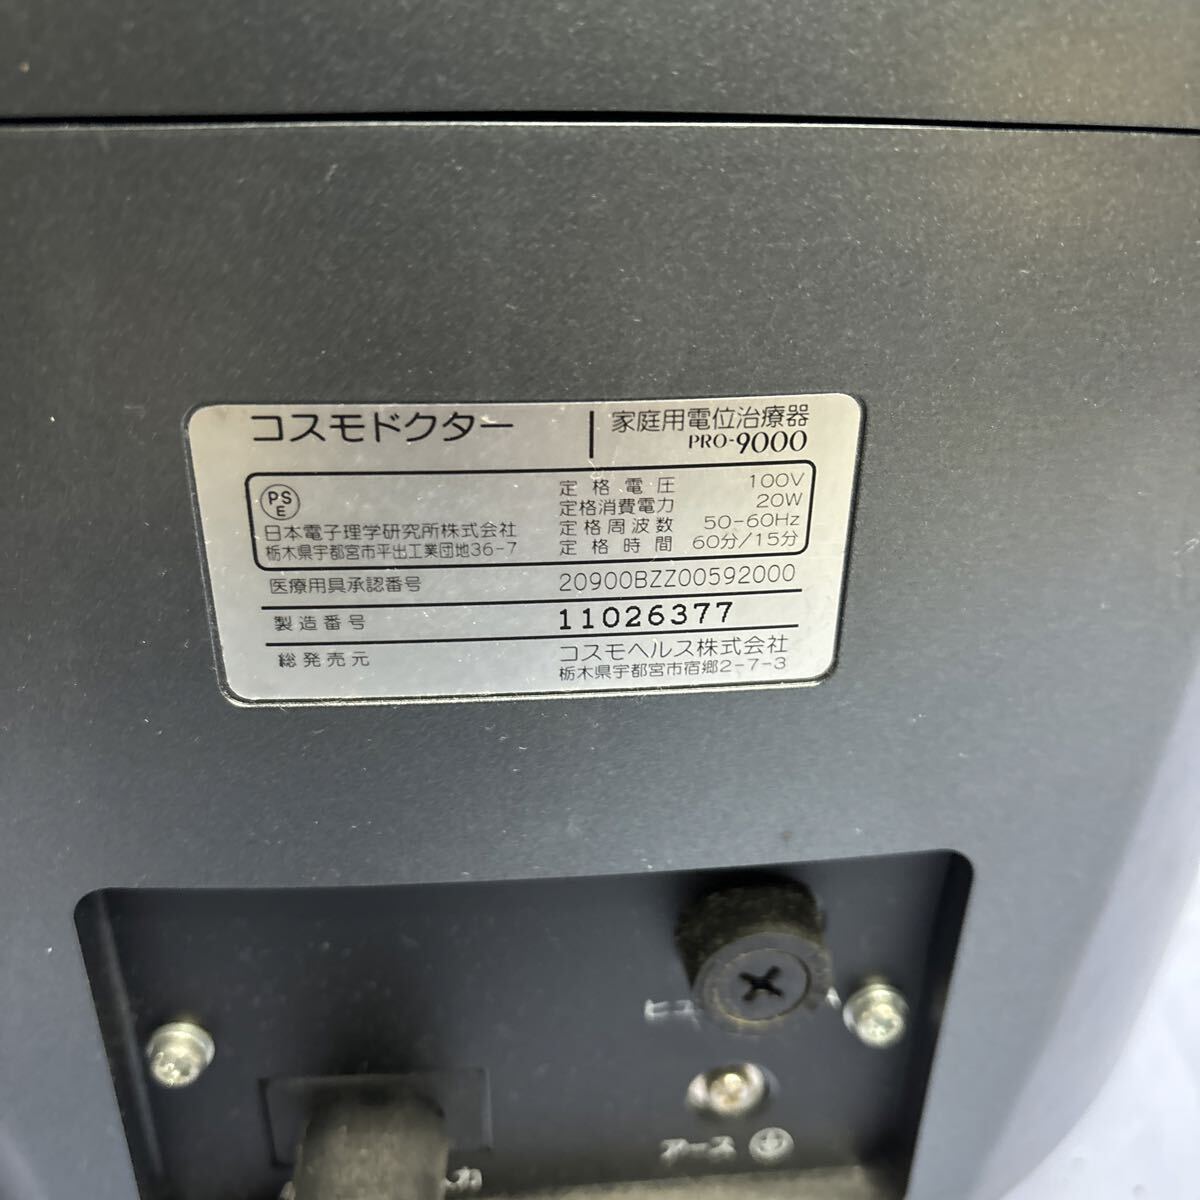 コスモドクター
家庭用電位治療器
PRO-9000
PS
E
日本電子理学研究所株式会社
栃木県宇都宮市平出工業団地36-7
定格電圧 100V
定格消費電力 20W
定格周波数 50-60Hz
定格時間 60分/15分
医療用具承認番号 20900BZZ00592000
製造番号 11026377
総発売元 コスモヘルス株式会社
栃木県宇都宮市宿郷2-7-3
アース